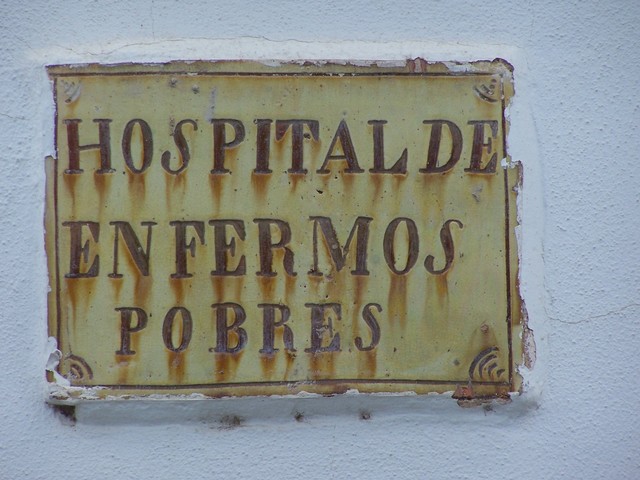 HOSPITAL DE
ENFERMOS
POBRES